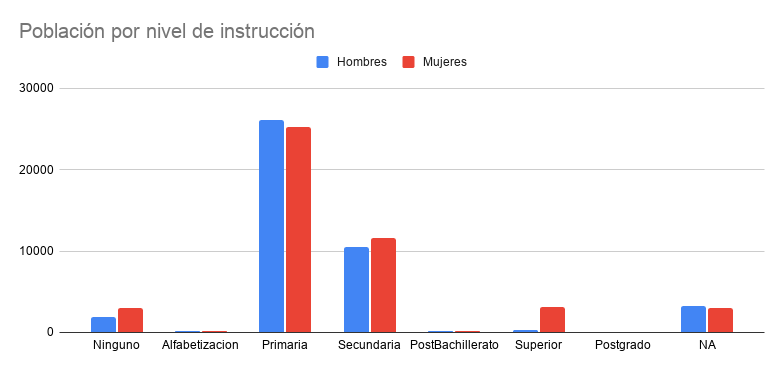 Población por nivel de instrucción
Hombres Mujeres
30000
20000
10000
0
Ninguno Alfabetizacion Primaria Secundaria PostBachillerato Superior Postgrado NA